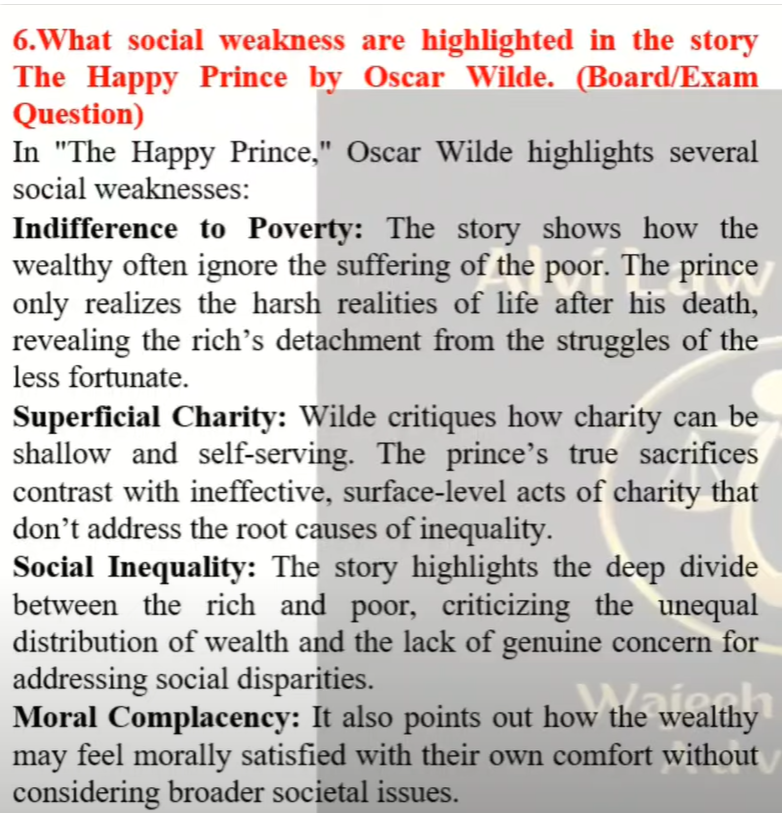 6.What social weakness are highlighted in the story
The Happy Prince by Oscar Wilde. (Board/Exam
Question)
In "The Happy Prince," Oscar Wilde highlights several
social weaknesses:
Indifference to Poverty: The story shows how the
wealthy often ignore the suffering of the poor. The prince
only realizes the harsh realities of life after his death,
revealing the rich’s detachment from the struggles of the
less fortunate.
Superficial Charity: Wilde critiques how charity can be
shallow and self-serving. The prince’s true sacrifices
contrast with ineffective, surface-level acts of charity that
don’t address the root causes of inequality.
Social Inequality: The story highlights the deep divide
between the rich and poor, criticizing the unequal
distribution of wealth and the lack of genuine concern for
addressing social disparities.
Moral Complacency: It also points out how the wealthy
may feel morally satisfied with their own comfort without
considering broader societal issues.
Alvi Law